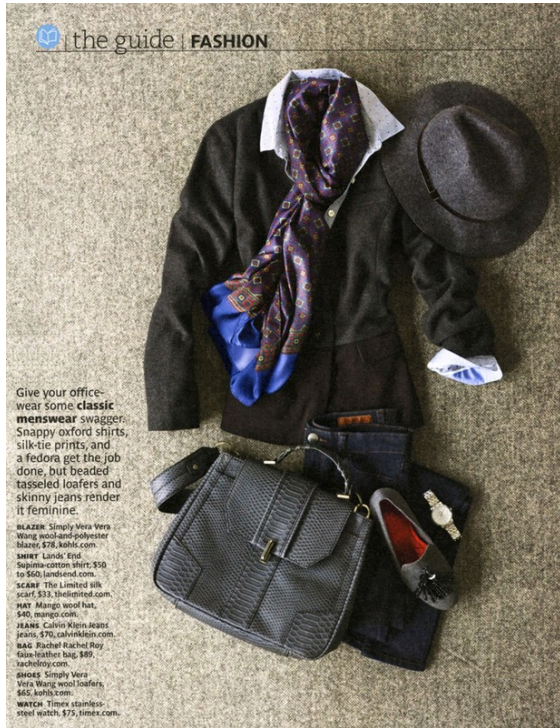 the guide | FASHION
Give your office-
wear some classic
menswear swagger.
Snappy oxford shirts,
silk-tie prints, and
a fedora get the job
done, but beaded
tasseled loafers and
skinny jeans render
it feminine.
BLAZER Simply Vera Vera
Wang wool-and-polyester
blazer, $78, kohls.com.
SHIRT Lands' End
Supima-cotton shirt, $50
to $60, landsend.com.
SCARF The Limited silk
scarf, $33, thelimited.com.
HAT Mango wool hat,
$40, mango.com.
JEANS Calvin Klein Jeans
jeans, $70, calvinklein.com.
BAG Rachel Rachel Roy
faux-leather bag, $89,
rachelroy.com.
SHOES Simply Vera
Vera Wang wool loafers,
$65, kohls.com.
WATCH Timex stainless-
steel watch, $75, timex.com.